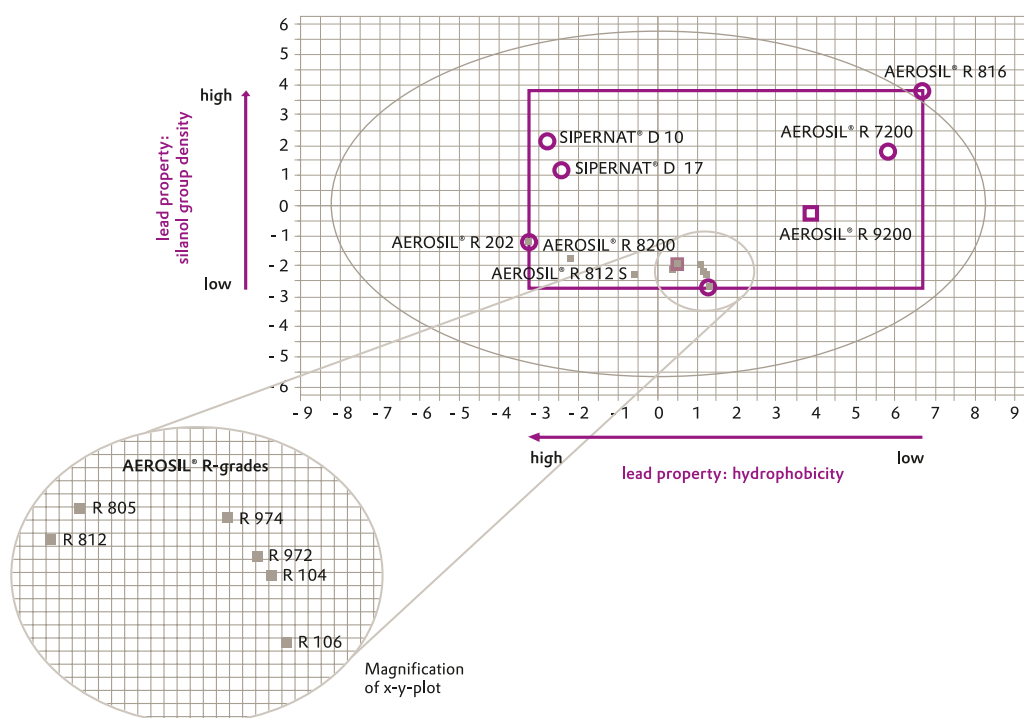 6
5
4
3
2
1
0
- 1
- 2
- 3
- 4
- 5
- 6
high
low
lead property:
silanol group density
AEROSIL® R 816
AEROSIL® R 7200
SIPERNAT® D 10
SIPERNAT® D 17
AEROSIL® R 9200
AEROSIL® R 202
AEROSIL® R 8200
AEROSIL® R 812 S
- 9 - 8 - 7 - 6 - 5 - 4 - 3 - 2 - 1 0 1 2 3 4 5 6 7 8 9
high
low
lead property: hydrophobicity
AEROSIL® R-grades
R 805
R 974
R 812
R 972
R 104
R 106
Magnification
of x-y-plot